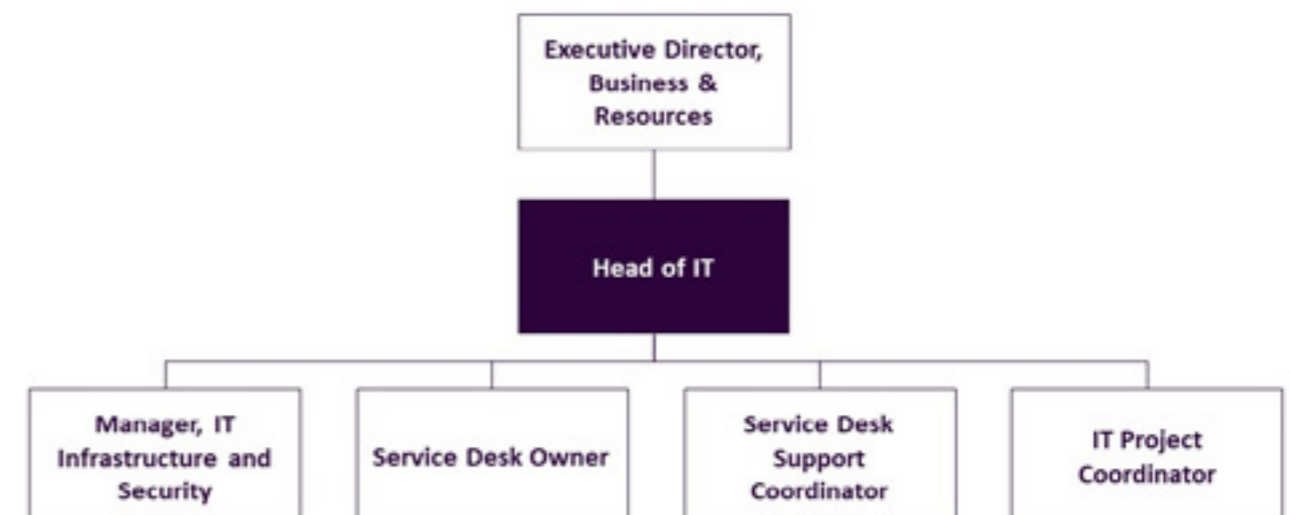 Executive Director,
Business &
Resources
Head of IT
Manager, IT
Infrastructure and
Security
Service Desk Owner
Service Desk
Support
Coordinator
IT Project
Coordinator